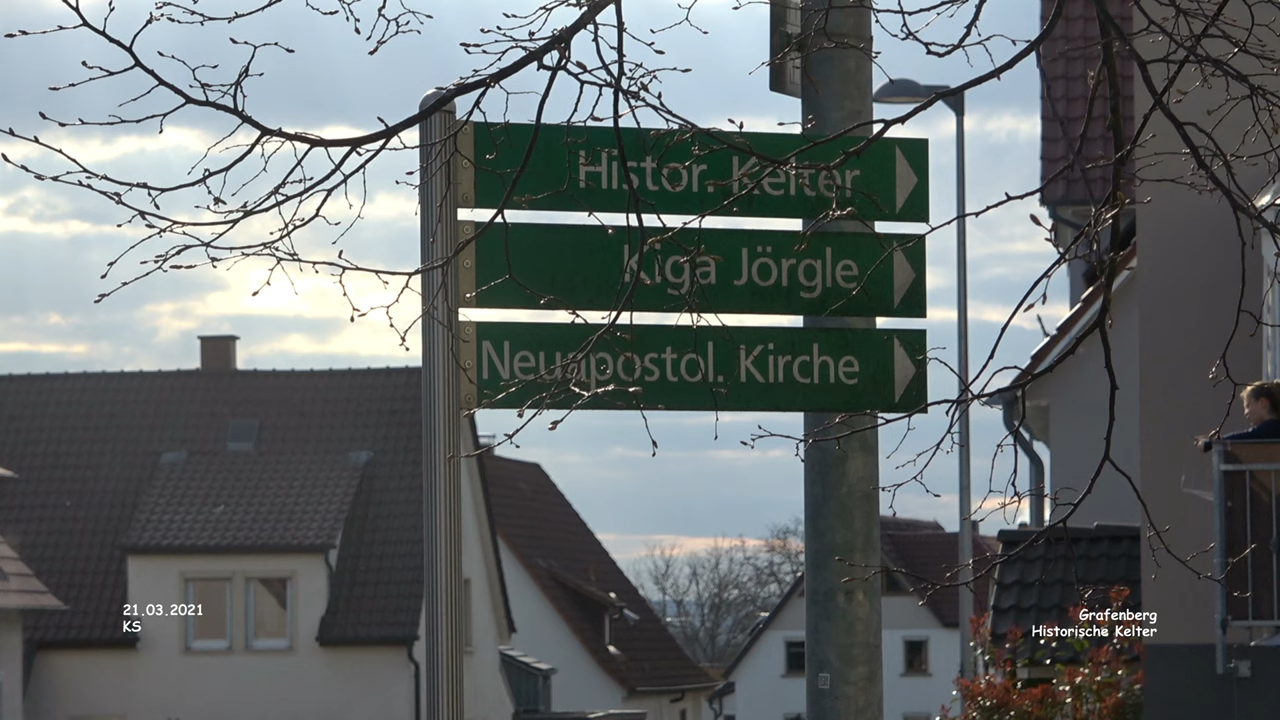 Histor. Kelter
Kiga Jörgle
Neuapostol. Kirche
21.03.2021
KS
Grafenberg
Historische Kelter